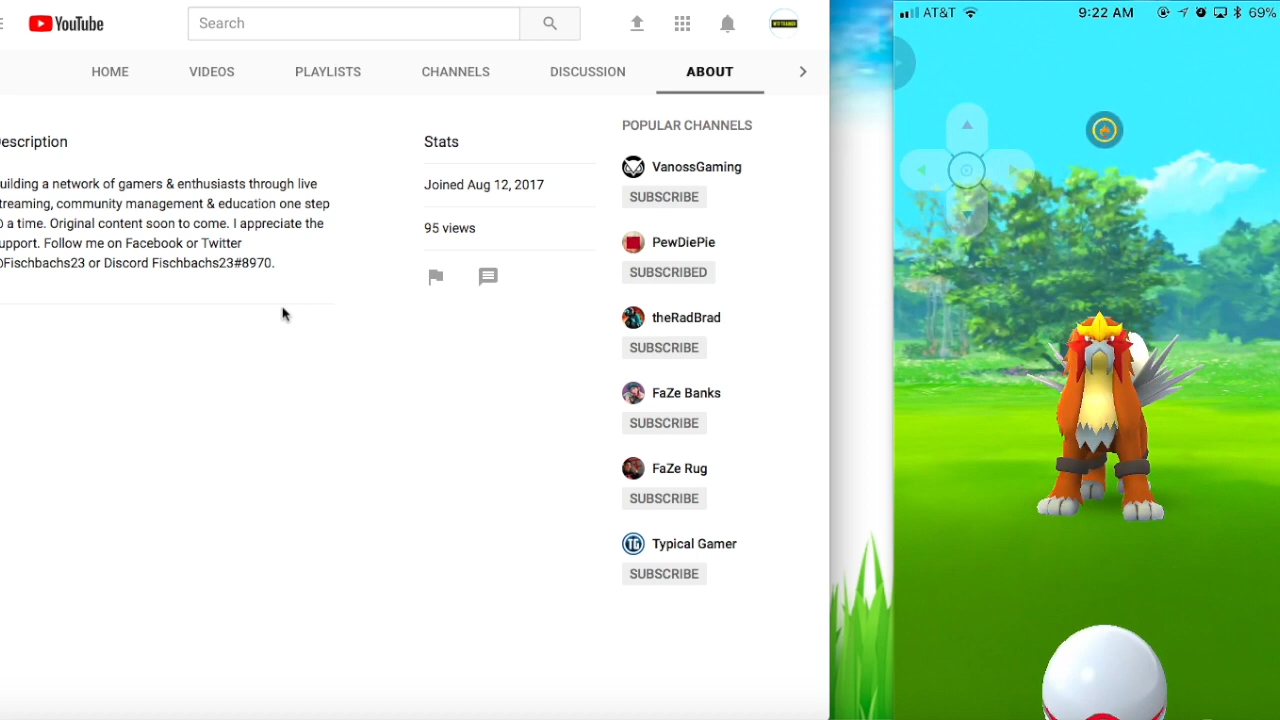 YouTube
Search
HOME VIDEOS PLAYLISTS CHANNELS DISCUSSION ABOUT
escription
uilding a network of gamers & enthusiasts through live
treaming, community management & education one step
@ a time. Original content soon to come. I appreciate the
upport. Follow me on Facebook or Twitter
@Fischbachs23 or Discord Fischbachs23#8970.
Stats
Joined Aug 12, 2017
95 views
POPULAR CHANNELS
VanossGaming
SUBSCRIBE
PewDiePie
SUBSCRIBED
theRadBrad
SUBSCRIBE
FaZe Banks
SUBSCRIBE
FaZe Rug
SUBSCRIBE
TG Typical Gamer
SUBSCRIBE
AT&T 9:22 AM 69%